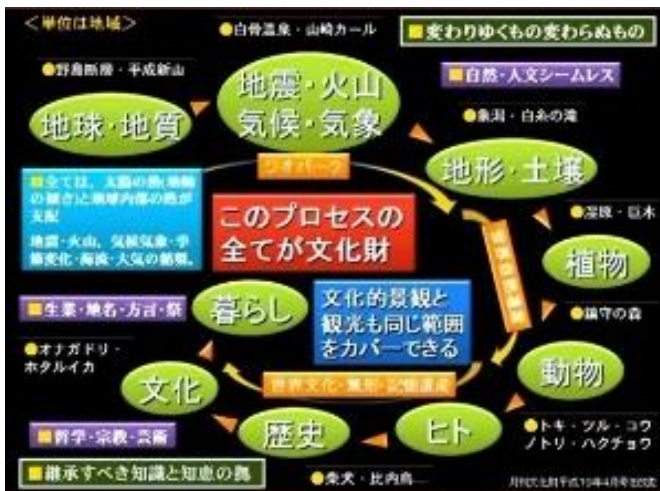 ＜単位は地域＞
●白骨温泉・山崎カール
■変わりゆくもの変わらぬもの
●野島断層・平成新山
地震・火山
気候・気象
■自然・人文シームレス
地球・地質
●象潟・白糸の滝
ジオパーク
地形・土壌
■全ては、太陽の熱(地軸
の傾き)と地球内部の熱が
支配
地震・火山、気候気象・季
節変化・海流・大気の循環。
このプロセスの
全てが文化財
●湿原・巨木
植物
■生業・地名・方言・祭
暮らし
文化的景観と
観光も同じ範囲
をカバーできる
●鎮守の森
●オナガドリ・
ホタルイカ
文化
世界文化・無形・記憶遺産
動物
■哲学・宗教・芸術
歴史
ヒト
●トキ・ツル・コウ
ノトリ・ハクチョウ
■継承すべき知識と知恵の拠
●柴犬・比内鳥